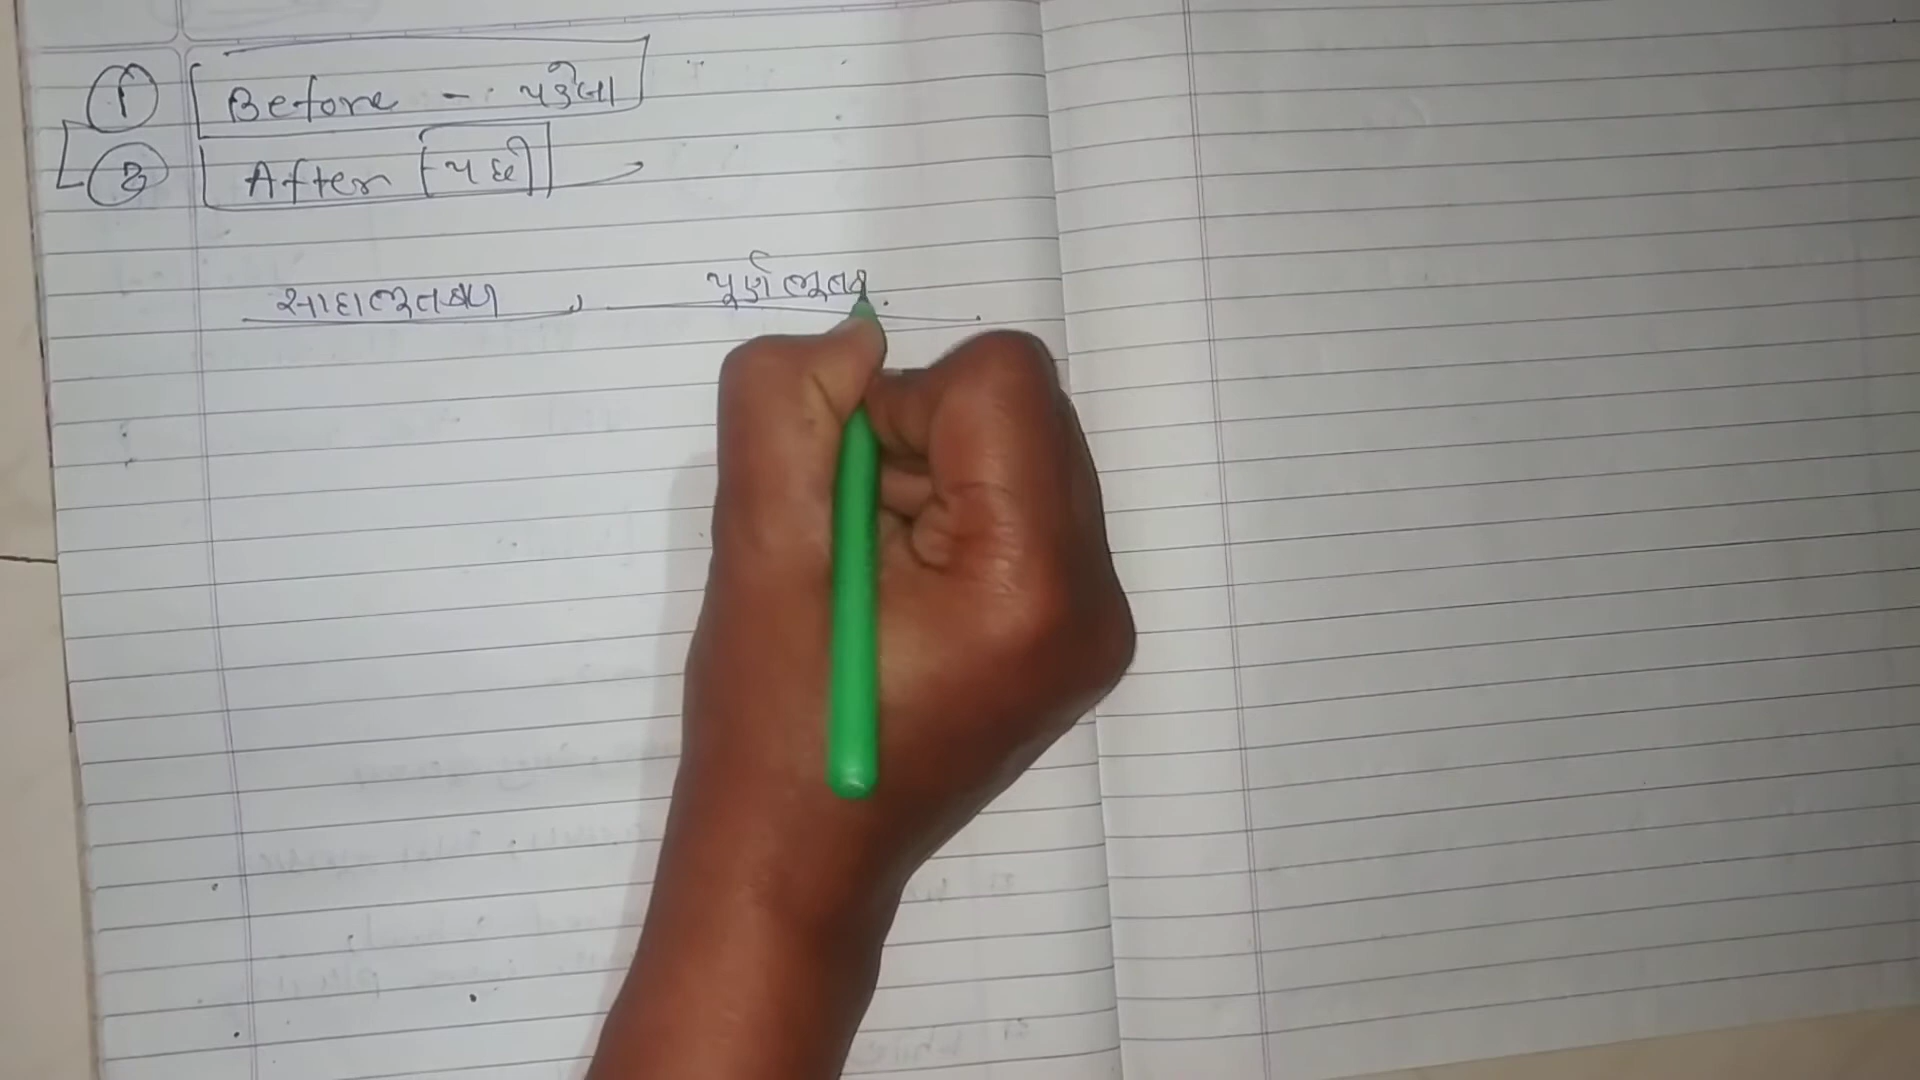 ① Before - પહેલા
② After પછી
સાદાભૂતકાળ, પૂર્ણભૂતક